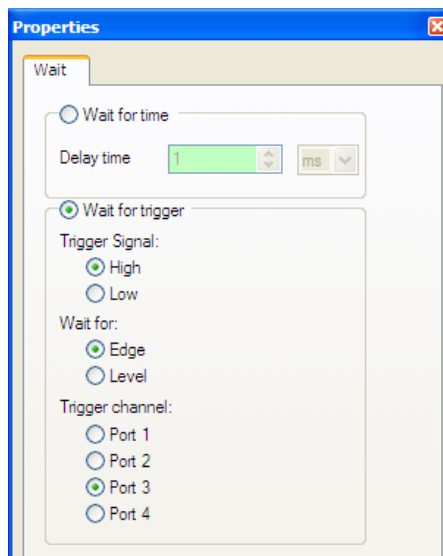 Properties
Wait
Wait for time
Delay time 1 ms
Wait for trigger
Trigger Signal:
High
Low
Wait for:
Edge
Level
Trigger channel:
Port 1
Port 2
Port 3
Port 4